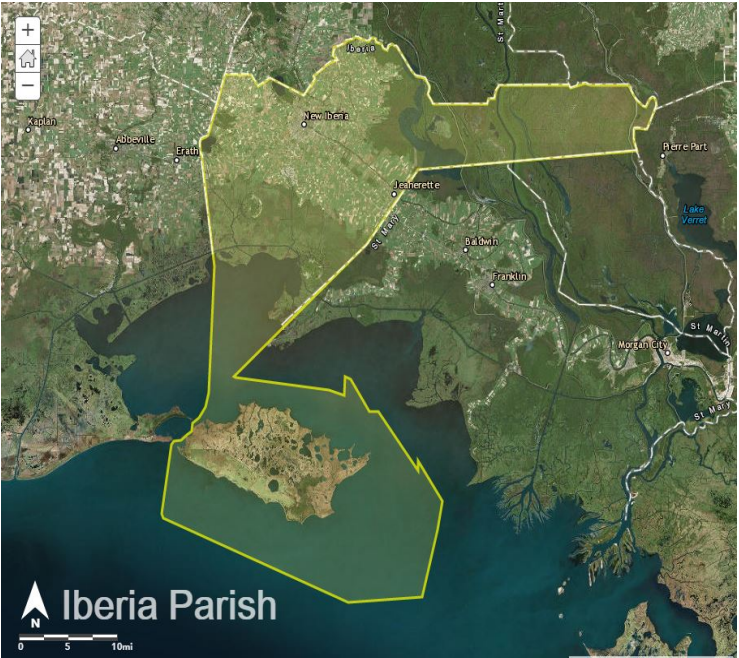 +
−
St Mart
Iberia
Kaplan
New Iberia
Abbeville
Erath
Pierre Part
Jeanerette
Lake
Verret
St Mary
Baldwin
Franklin
St Martin
Morgan City
St Mary
N
Iberia Parish
0 5 10mi